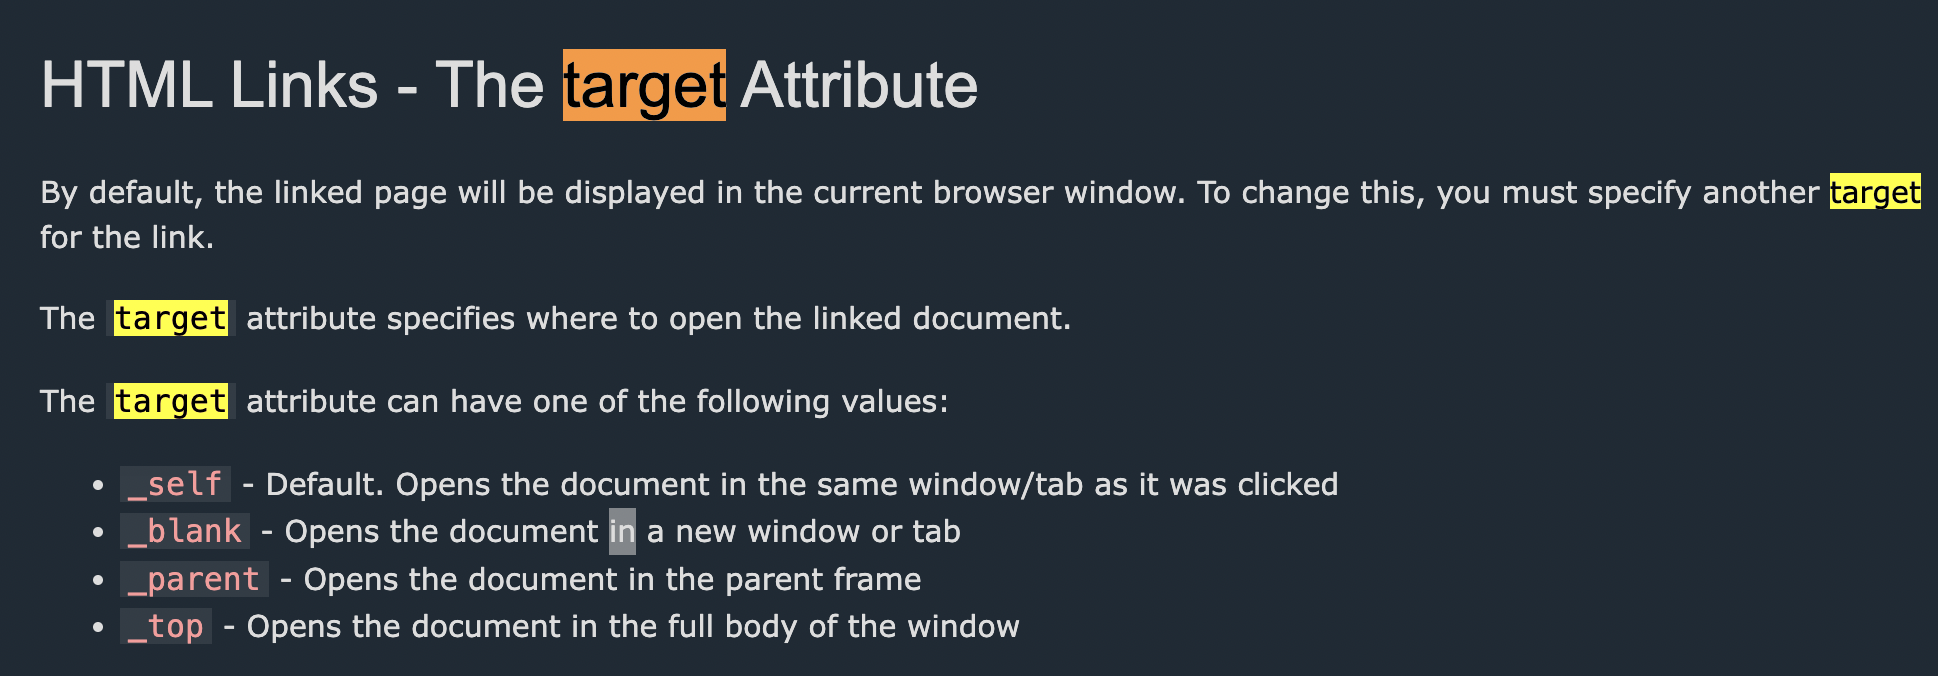 HTML Links - The target Attribute
By default, the linked page will be displayed in the current browser window. To change this, you must specify another target
for the link.
The target attribute specifies where to open the linked document.
The target attribute can have one of the following values:
• _self - Default. Opens the document in the same window/tab as it was clicked
• _blank - Opens the document in a new window or tab
• _parent - Opens the document in the parent frame
• _top - Opens the document in the full body of the window